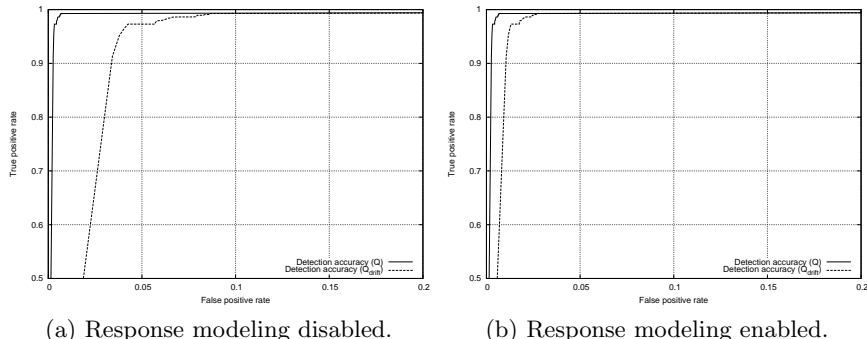 1
0.9
0.8
0.7
0.6
0.5
0
0.05
0.1
0.15
0.2
True positive rate
False positive rate
Detection accuracy (Q)
Detection accuracy (Qdrift)
(a) Response modeling disabled.
1
0.9
0.8
0.7
0.6
0.5
0
0.05
0.1
0.15
0.2
True positive rate
False positive rate
Detection accuracy (Q)
Detection accuracy (Qdrift)
(b) Response modeling enabled.